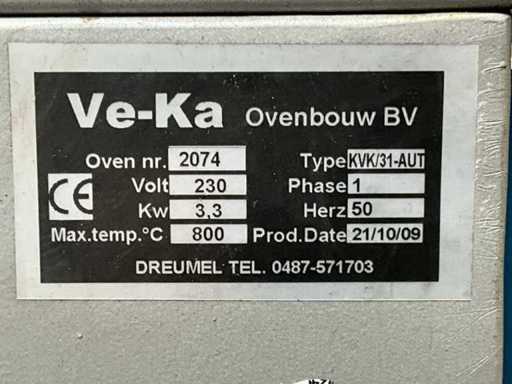 Ve-Ka Ovenbouw BV
Oven nr. 2074 Type KVK/31-AUT
CE Volt 230 Phase 1
Kw 3,3 Herz 50
Max.temp.°C 800 Prod.Date 21/10/09
DREUMEL TEL. 0487-571703